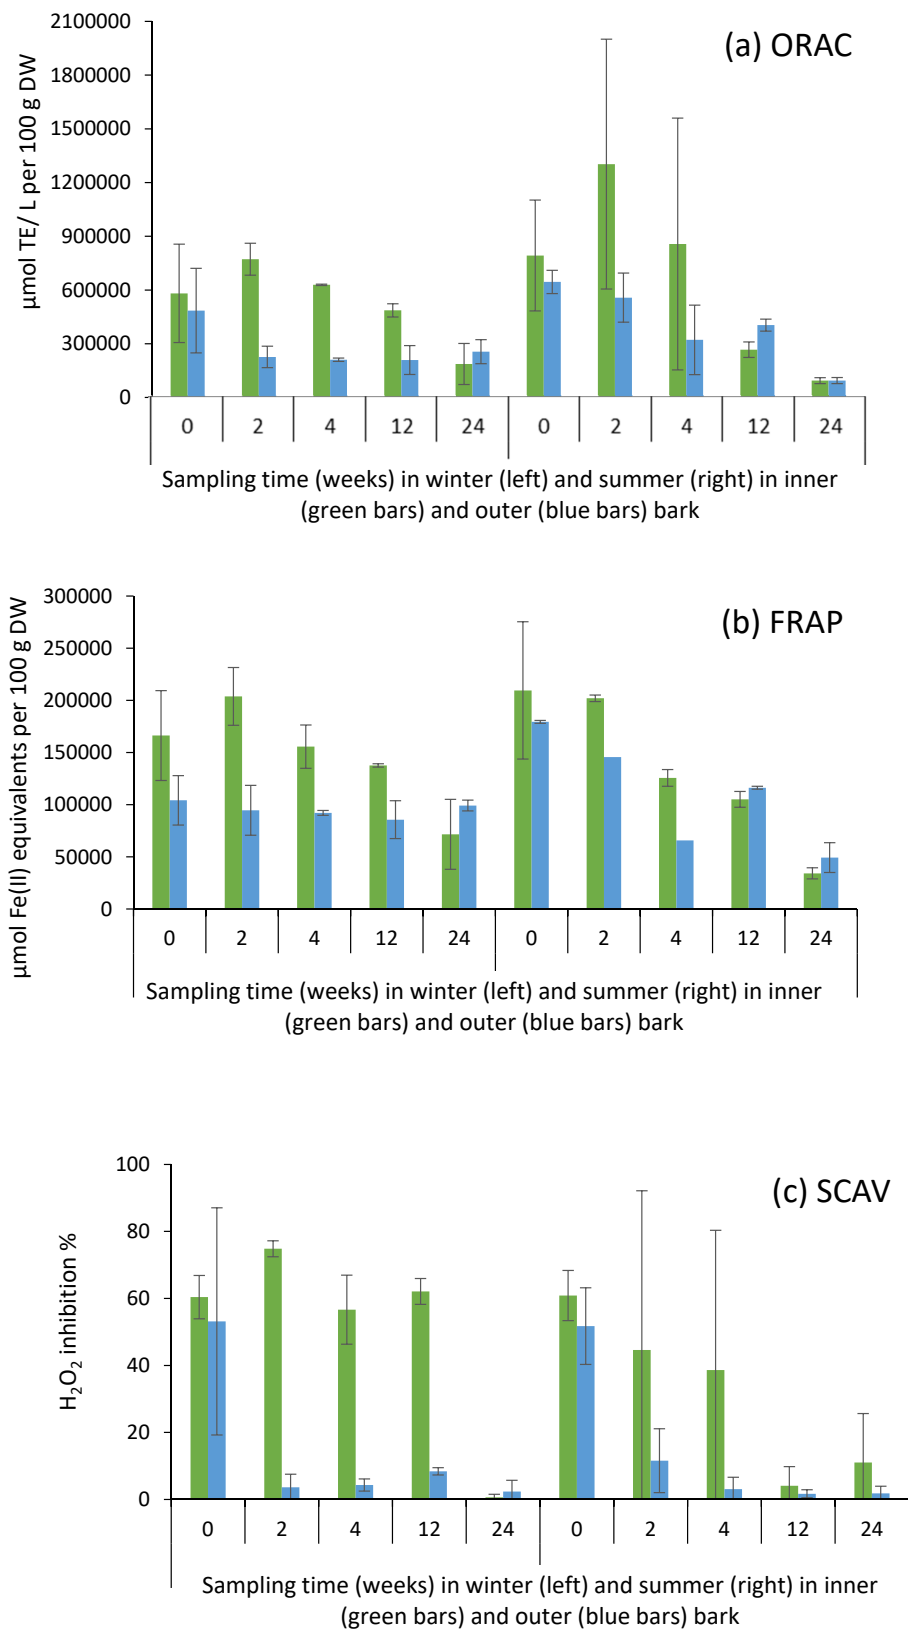 (a) ORAC
µmol TE/ L per 100 g DW
2100000
1800000
1500000
1200000
900000
600000
300000
0
0 2 4 12 24 0 2 4 12 24
Sampling time (weeks) in winter (left) and summer (right) in inner
(green bars) and outer (blue bars) bark
(b) FRAP
µmol Fe(II) equivalents per 100 g DW
300000
250000
200000
150000
100000
50000
0
0 2 4 12 24 0 2 4 12 24
Sampling time (weeks) in winter (left) and summer (right) in inner
(green bars) and outer (blue bars) bark
(c) SCAV
H₂O₂ inhibition %
100
80
60
40
20
0
0 2 4 12 24 0 2 4 12 24
Sampling time (weeks) in winter (left) and summer (right) in inner
(green bars) and outer (blue bars) bark